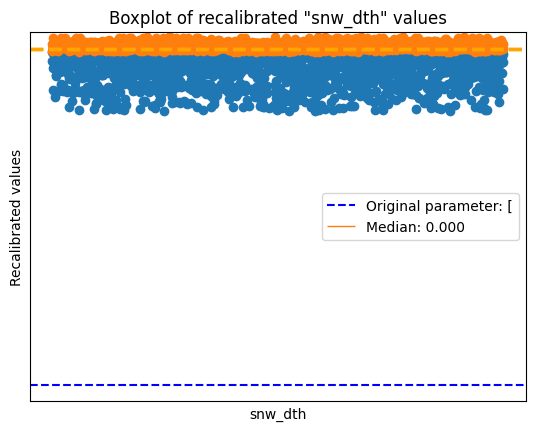 Boxplot of recalibrated "snw_dth" values
Recalibrated values
Original parameter: [
Median: 0.000
snw_dth